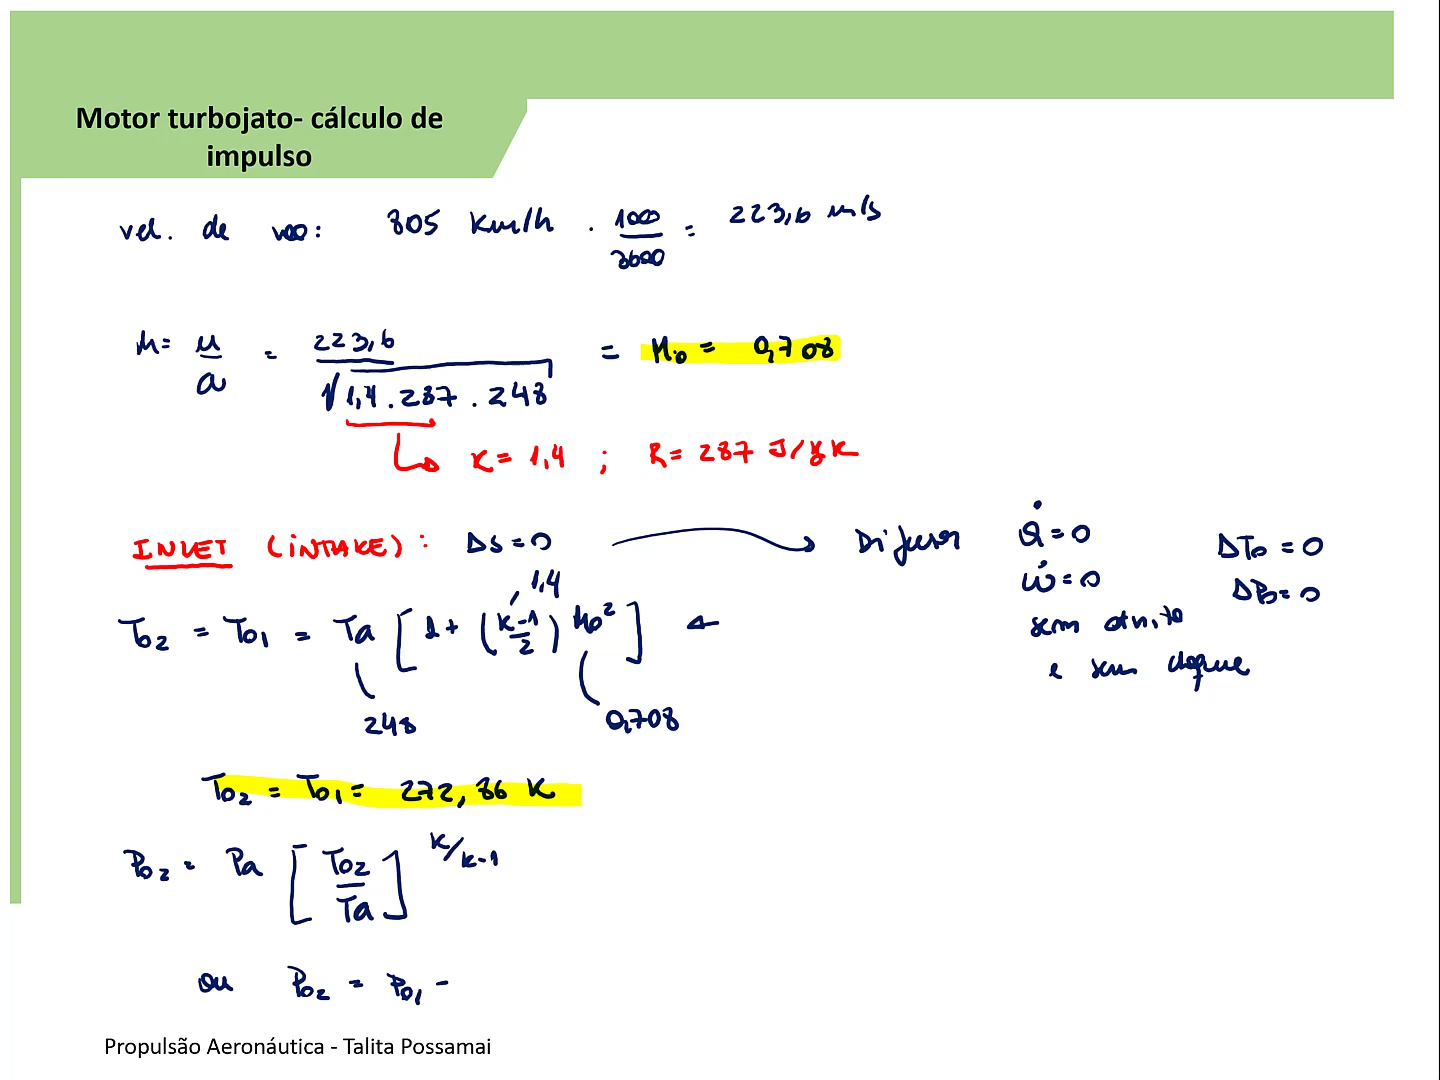 Motor turbojato- cálculo de
impulso
vel. de voo: 805 Km/h . 1000/3600 = 223,6 m/s
M = u/a = 223,6 / √(1,4 . 287 . 248) = M₀ = 0,708
↳ K = 1,4 ; R = 287 J/kgK
INLET (INTAKE) : ΔS = 0 → Difusor Q̇ = 0 ΔT₀ = 0
Ẇ = 0 ΔP₀ = 0
sem atrito
e sem choque
1,4
T₀₂ = T₀₁ = Ta [1 + (K-1/2) M₀²] ←
248 0,708
T₀₂ = T₀₁ = 272,86 K
P₀₂ = Pa [T₀₂/Ta]^K/K-1
ou P₀₂ = P₀₁ -
Propulsão Aeronáutica - Talita Possamai